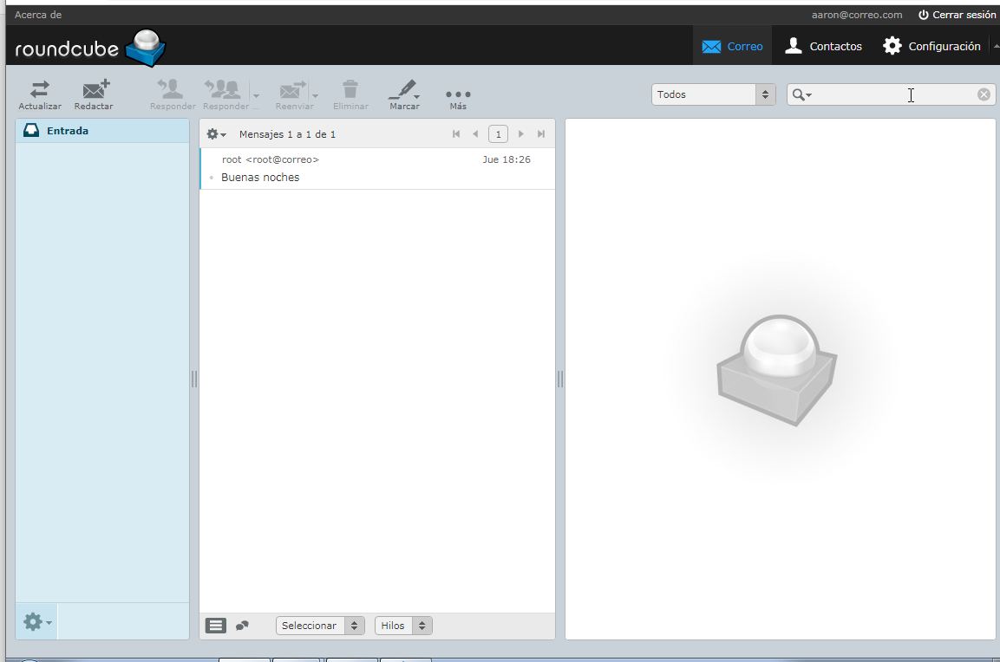 Acerca de
aaron@correo.com
Cerrar sesión
roundcube
Correo
Contactos
Configuración
Actualizar
Redactar
Responder
Responder ...
Reenviar
Eliminar
Marcar
Más
Todos
Entrada
Mensajes 1 a 1 de 1
1
root <root@correo>
Jue 18:26
Buenas noches
Seleccionar
Hilos